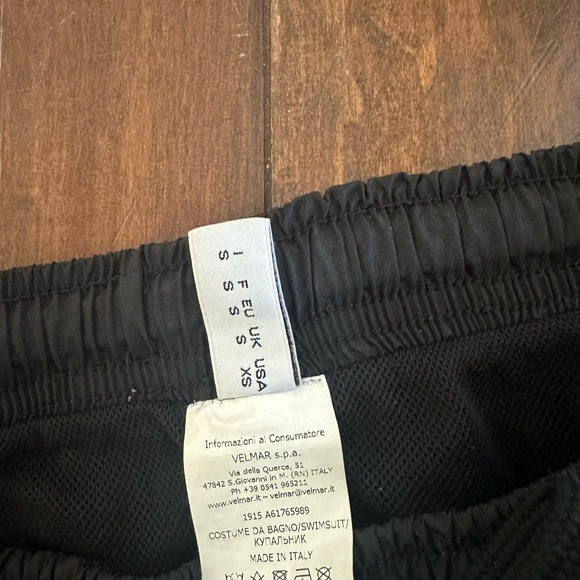 I F EU UK USA
S S S S XS
Informazioni al Consumatore
VELMAR s.p.a.
Via della Querce, 51
47842 S.Giovanni in M. (RN) ITALY
Ph +39 0541 965211
www.velmar.it – velmar@velmar.it
1915 A61765989
COSTUME DA BAGNO/SWIMSUIT/
КУПАЛЬНИК
MADE IN ITALY